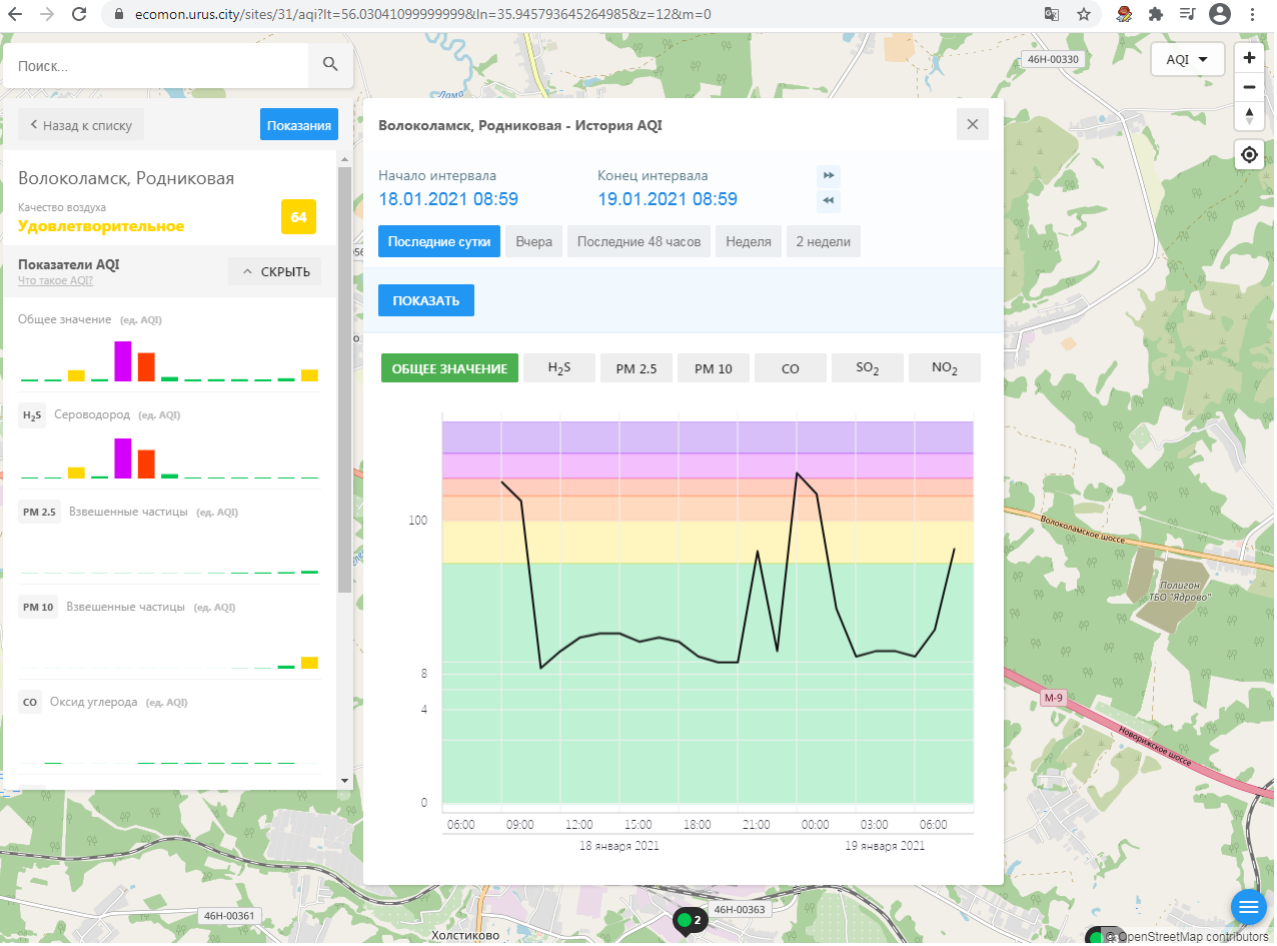 ecomon.urus.city/sites/31/aqi?lt=56.03041099999999&ln=35.945793645264985&z=12&m=0
Поиск...
46Н-00330
AQI
Назад к списку
Показания
Волоколамск, Родниковая
Качество воздуха
Удовлетворительное
64
Показатели AQI
Что такое AQI?
СКРЫТЬ
Общее значение (ед. AQI)
H2S Сероводород (ед. AQI)
PM 2.5 Взвешенные частицы (ед. AQI)
PM 10 Взвешенные частицы (ед. AQI)
CO Оксид углерода (ед. AQI)
Волоколамск, Родниковая - История AQI
Начало интервала
18.01.2021 08:59
Конец интервала
19.01.2021 08:59
Последние сутки Вчера Последние 48 часов Неделя 2 недели
ПОКАЗАТЬ
ОБЩЕЕ ЗНАЧЕНИЕ H2S PM 2.5 PM 10 CO SO2 NO2
100
8
4
0
06:00 09:00 12:00 15:00 18:00 21:00 00:00 03:00 06:00
18 января 2021 19 января 2021
Волоколамское шоссе
Полигон
ТБО "Ядрово"
М-9
Новорижское шоссе
46Н-00361
46Н-00363
2
Холстиково
© OpenStreetMap contributors